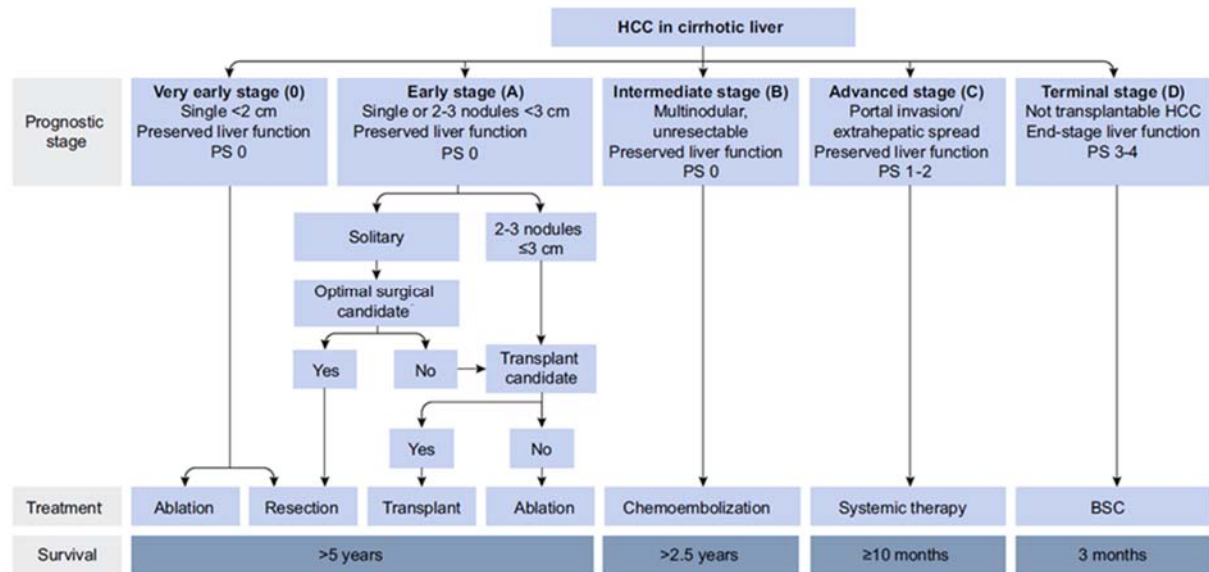 HCC in cirrhotic liver
Prognostic
stage
Very early stage (0)
Single <2 cm
Preserved liver function
PS 0
Early stage (A)
Single or 2-3 nodules <3 cm
Preserved liver function
PS 0
Intermediate stage (B)
Multinodular,
unresectable
Preserved liver function
PS 0
Advanced stage (C)
Portal invasion/
extrahepatic spread
Preserved liver function
PS 1-2
Terminal stage (D)
Not transplantable HCC
End-stage liver function
PS 3-4
Solitary
2-3 nodules
≤3 cm
Optimal surgical
candidate
Yes
No
Transplant
candidate
Yes
No
Treatment
Ablation
Resection
Transplant
Ablation
Chemoembolization
Systemic therapy
BSC
Survival
>5 years
>2.5 years
≥10 months
3 months